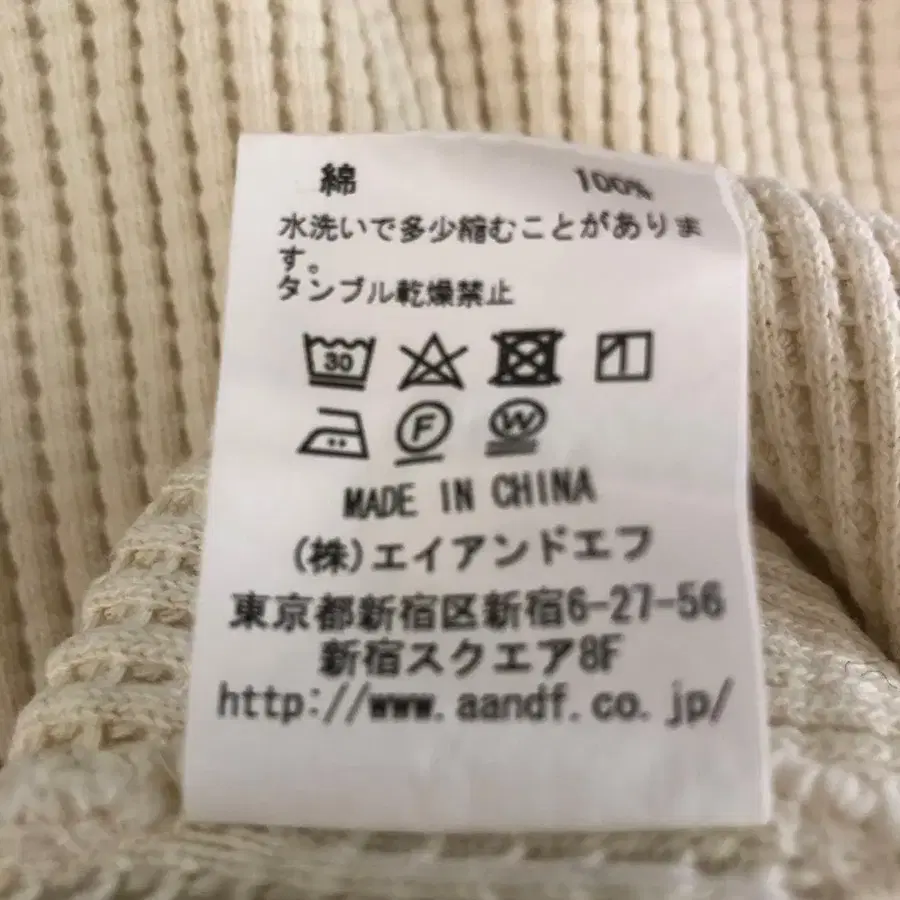 綿 100%
水洗いで多少縮むことがありま
す。
タンブル乾燥禁止
30
F W
MADE IN CHINA
(株)エイアンドエフ
東京都新宿区新宿6-27-56
新宿スクエア8F
http://www.aandf.co.jp/